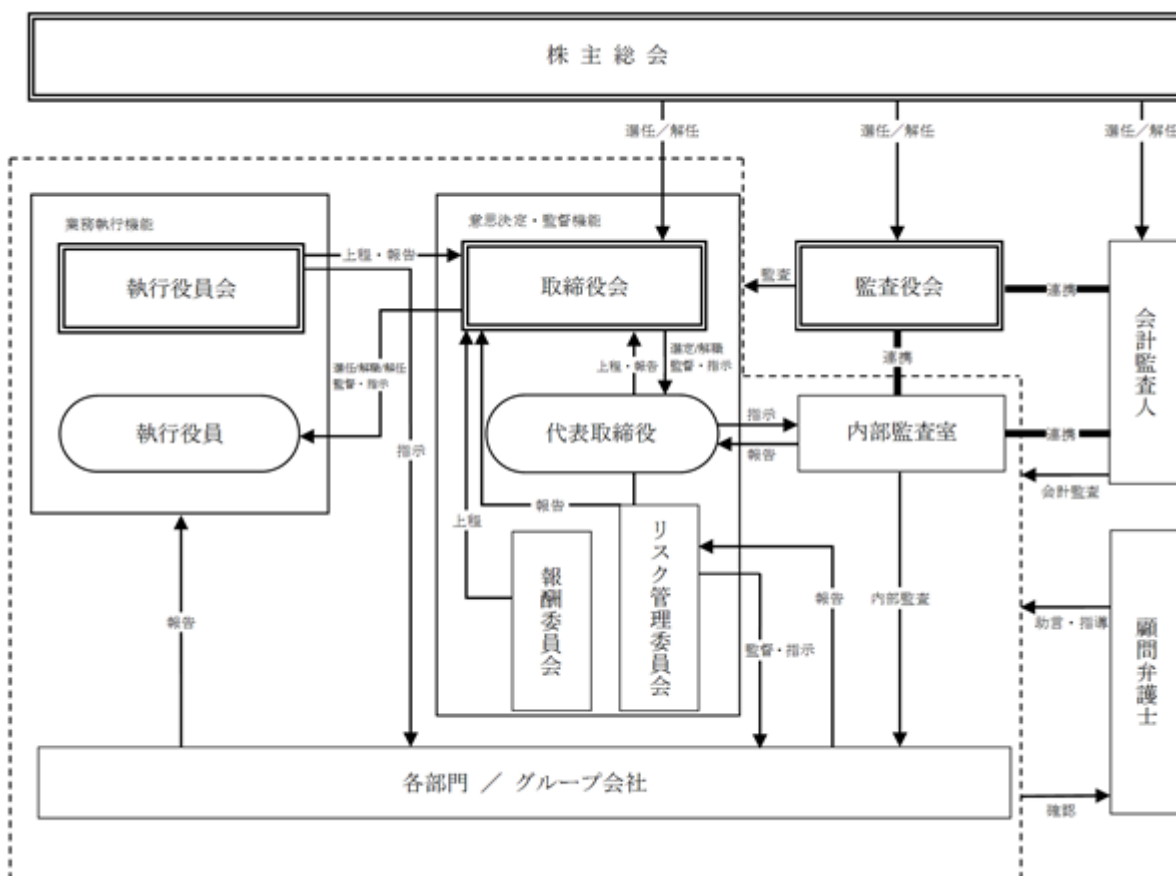 株主総会
選任／解任
選任／解任
選任／解任
業務執行機能
意思決定・監督機能
執行役員会
上程・報告
取締役会
監査
監査役会
連携
会計監査人
選任/解職/解任
監督・指示
上程・報告
選定/解職
監督・指示
連携
執行役員
指示
代表取締役
指示
報告
内部監査室
連携
会計監査
上程
報告
報酬委員会
リスク管理委員会
報告
監督・指示
内部監査
助言・指導
顧問弁護士
報告
各部門 ／ グループ会社
確認